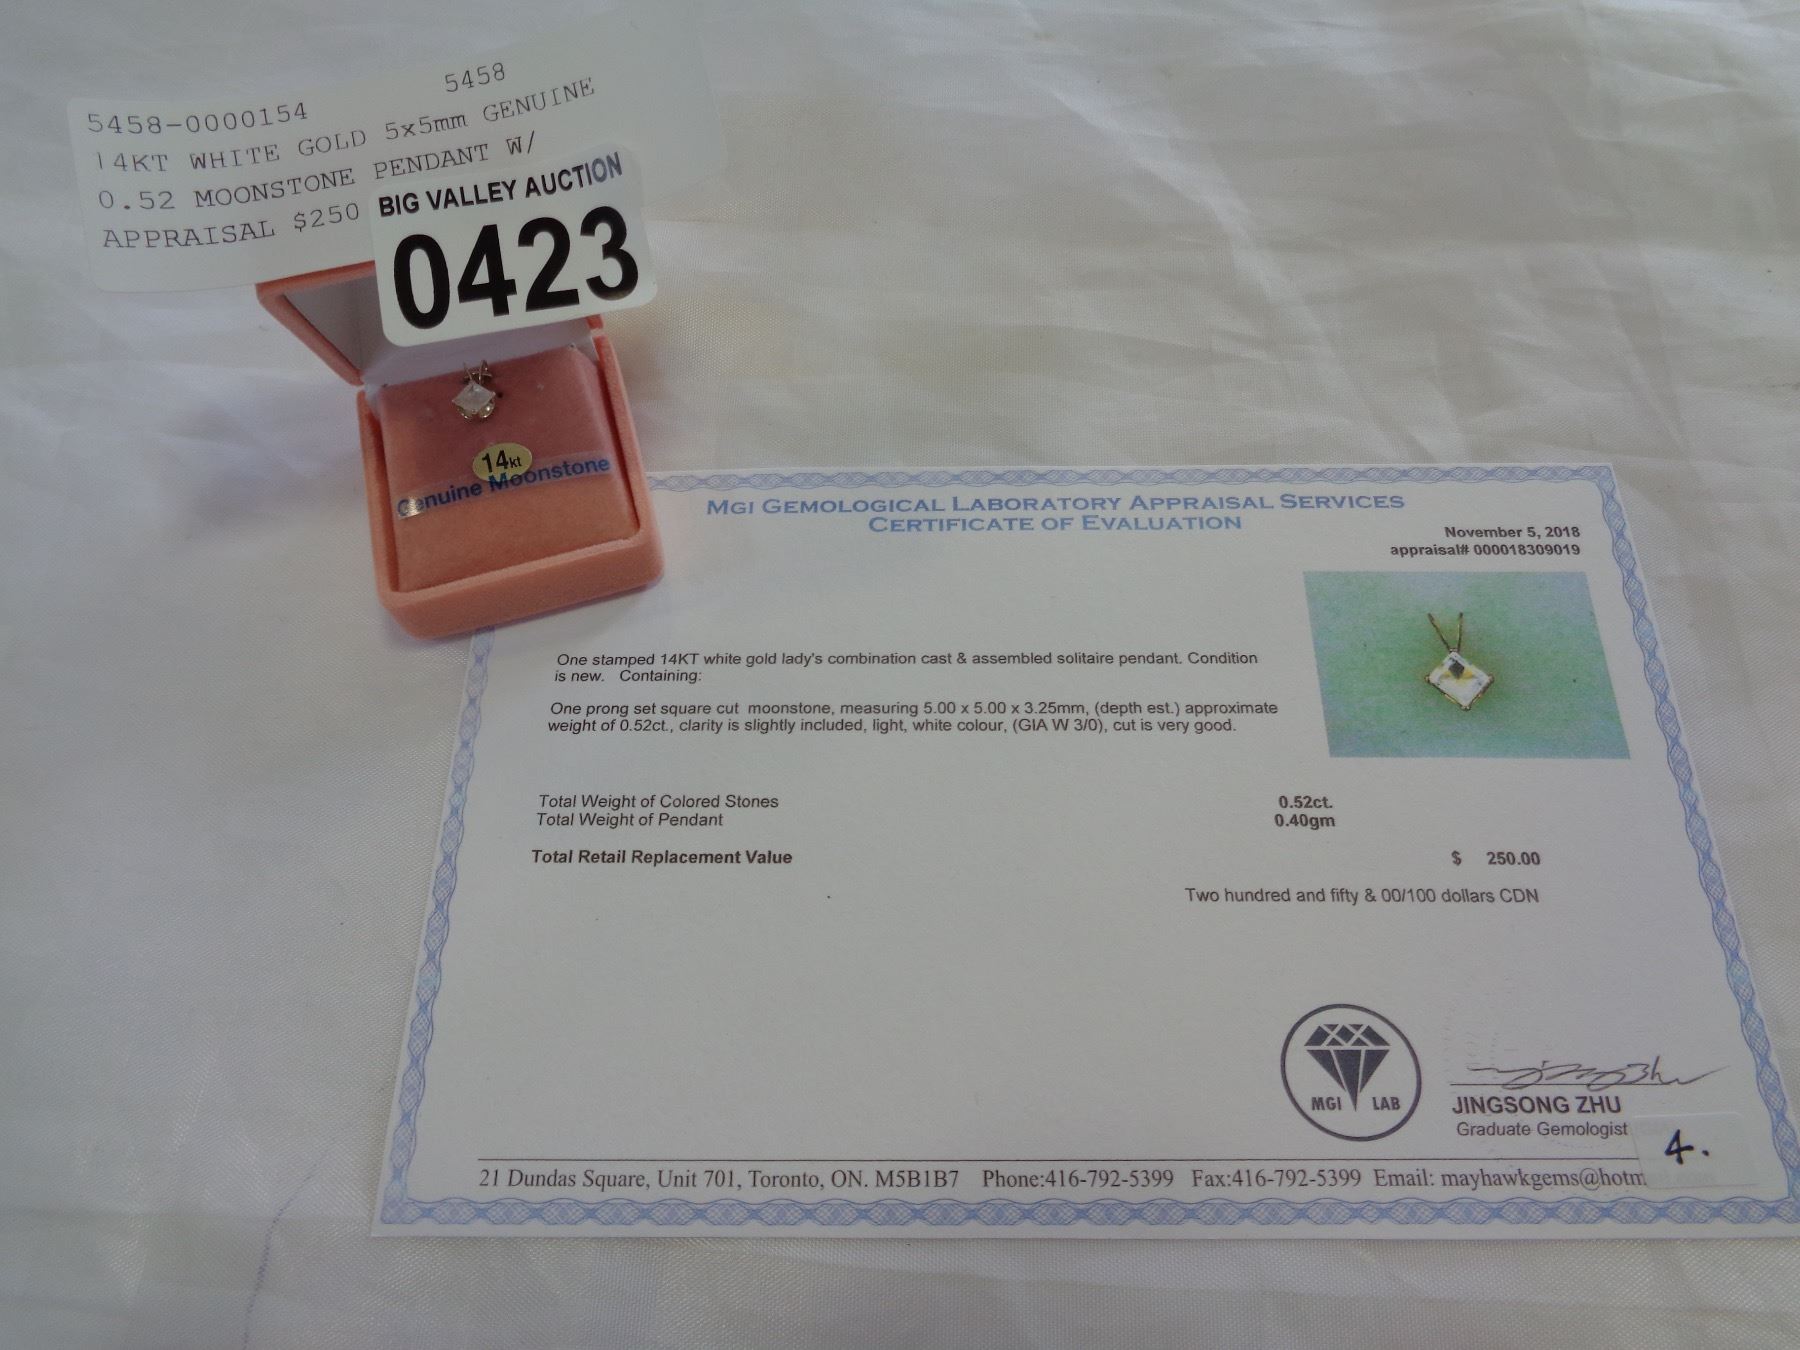 5458-0000154 5458
14KT WHITE GOLD 5x5mm GENUINE
0.52 MOONSTONE PENDANT W/
APPRAISAL $250
BIG VALLEY AUCTION
0423
14kt
Genuine Moonstone
MGI GEMOLOGICAL LABORATORY APPRAISAL SERVICES
CERTIFICATE OF EVALUATION
November 5, 2018
appraisal# 000018309019
One stamped 14KT white gold lady's combination cast & assembled solitaire pendant. Condition
is new. Containing:
One prong set square cut moonstone, measuring 5.00 x 5.00 x 3.25mm, (depth est.) approximate
weight of 0.52ct., clarity is slightly included, light, white colour, (GIA W 3/0), cut is very good.
Total Weight of Colored Stones 0.52ct.
Total Weight of Pendant 0.40gm
Total Retail Replacement Value $ 250.00
Two hundred and fifty & 00/100 dollars CDN
MGI LAB
JINGSONG ZHU
Graduate Gemologist
4.
21 Dundas Square, Unit 701, Toronto, ON. M5B1B7 Phone:416-792-5399 Fax:416-792-5399 Email: mayhawkgems@hotm